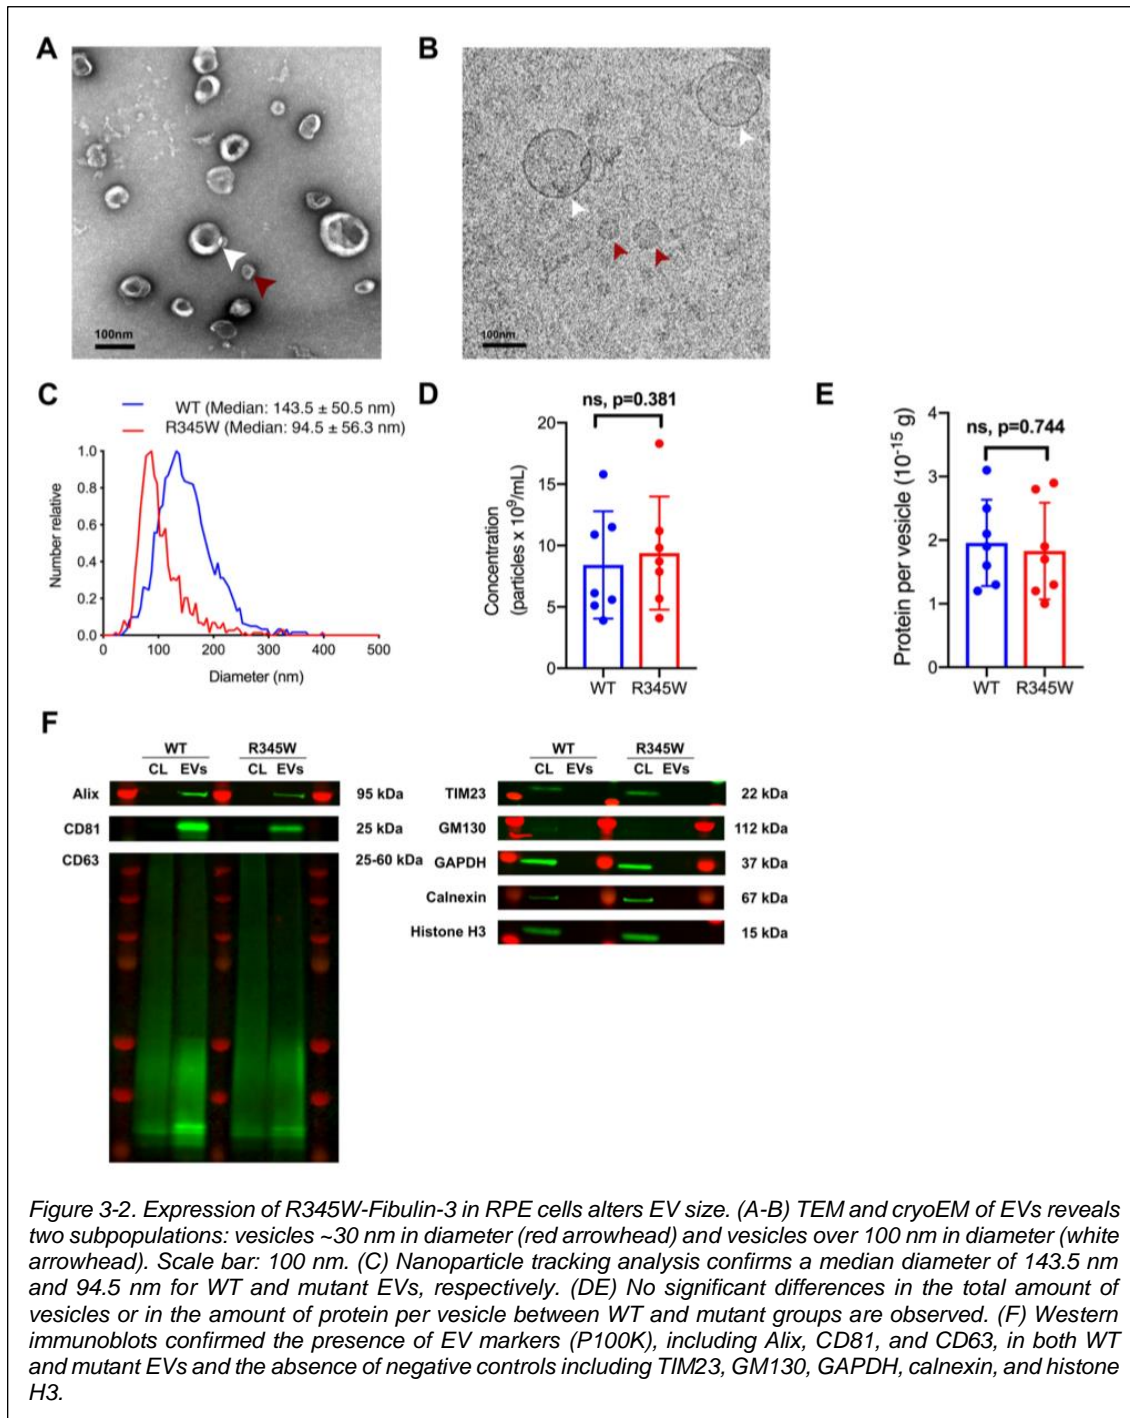 A
B
100nm
100nm
C
WT (Median: 143.5 ± 50.5 nm)
R345W (Median: 94.5 ± 56.3 nm)
Number relative
1.0
0.8
0.6
0.4
0.2
0.0
0
100
200
300
400
500
Diameter (nm)
D
ns, p=0.381
Concentration
(particles x 10⁹/mL)
20
15
10
5
0
WT
R345W
E
ns, p=0.744
Protein per vesicle (10⁻¹⁵ g)
4
3
2
1
0
WT
R345W
F
WT R345W
CL EVs CL EVs
Alix 95 kDa
CD81 25 kDa
CD63 25-60 kDa
WT R345W
CL EVs CL EVs
TIM23 22 kDa
GM130 112 kDa
GAPDH 37 kDa
Calnexin 67 kDa
Histone H3 15 kDa
Figure 3-2. Expression of R345W-Fibulin-3 in RPE cells alters EV size. (A-B) TEM and cryoEM of EVs reveals
two subpopulations: vesicles ~30 nm in diameter (red arrowhead) and vesicles over 100 nm in diameter (white
arrowhead). Scale bar: 100 nm. (C) Nanoparticle tracking analysis confirms a median diameter of 143.5 nm
and 94.5 nm for WT and mutant EVs, respectively. (DE) No significant differences in the total amount of
vesicles or in the amount of protein per vesicle between WT and mutant groups are observed. (F) Western
immunoblots confirmed the presence of EV markers (P100K), including Alix, CD81, and CD63, in both WT
and mutant EVs and the absence of negative controls including TIM23, GM130, GAPDH, calnexin, and histone
H3.